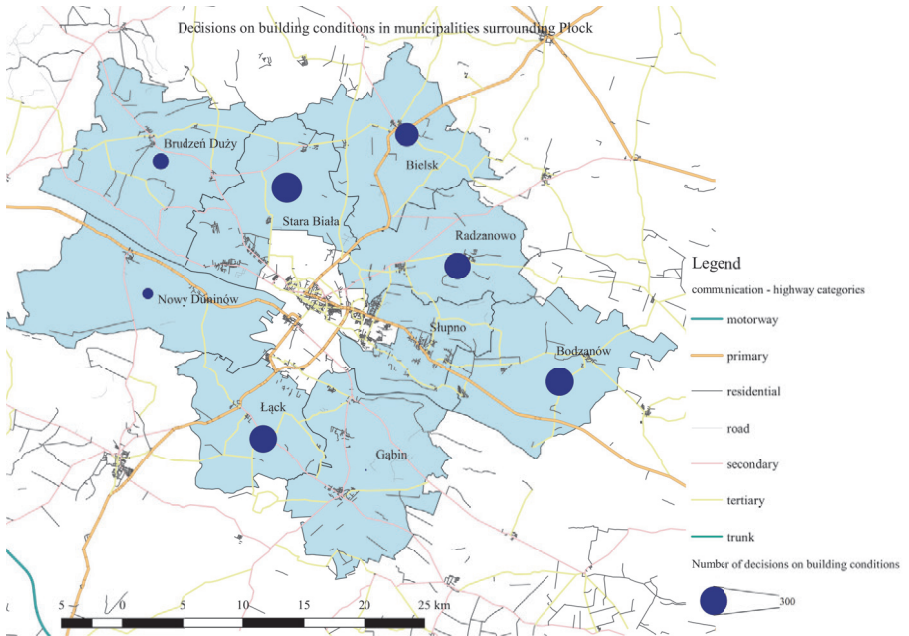 Decisions on building conditions in municipalities surrounding Płock
Brudzeń Duży
Bielsk
Stara Biała
Radzanowo
Nowy Duninów
Słupno
Bodzanów
Łąck
Gąbin
Legend
communication - highway categories
motorway
primary
residential
road
secondary
tertiary
trunk
Number of decisions on building conditions
300
5 0 5 10 15 20 25 km